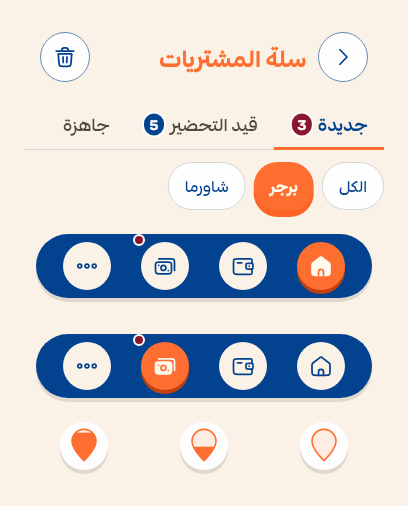 سلة المشتريات
جديدة 3 قيد التحضير 5 جاهزة
الكل برجر شاورما